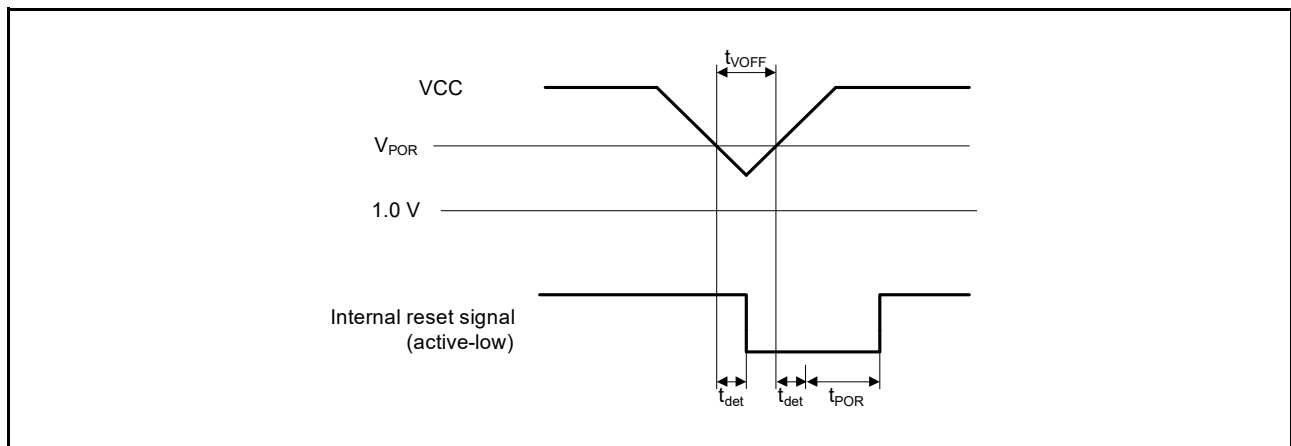 tVOFF
VCC
VPOR
1.0 V
Internal reset signal
(active-low)
tdet
tdet
tPOR